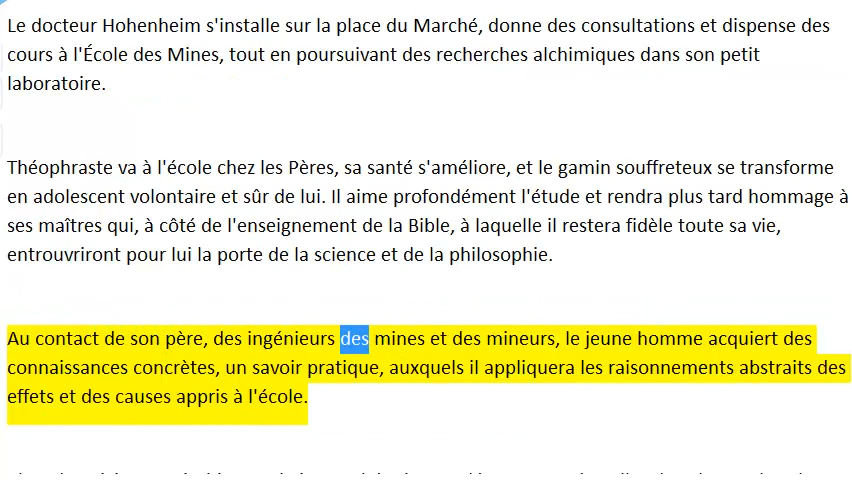 Le docteur Hohenheim s'installe sur la place du Marché, donne des consultations et dispense des
cours à l'École des Mines, tout en poursuivant des recherches alchimiques dans son petit
laboratoire.
Théophraste va à l'école chez les Pères, sa santé s'améliore, et le gamin souffreteux se transforme
en adolescent volontaire et sûr de lui. Il aime profondément l'étude et rendra plus tard hommage à
ses maîtres qui, à côté de l'enseignement de la Bible, à laquelle il restera fidèle toute sa vie,
entrouvriront pour lui la porte de la science et de la philosophie.
Au contact de son père, des ingénieurs des mines et des mineurs, le jeune homme acquiert des
connaissances concrètes, un savoir pratique, auxquels il appliquera les raisonnements abstraits des
effets et des causes appris à l'école.